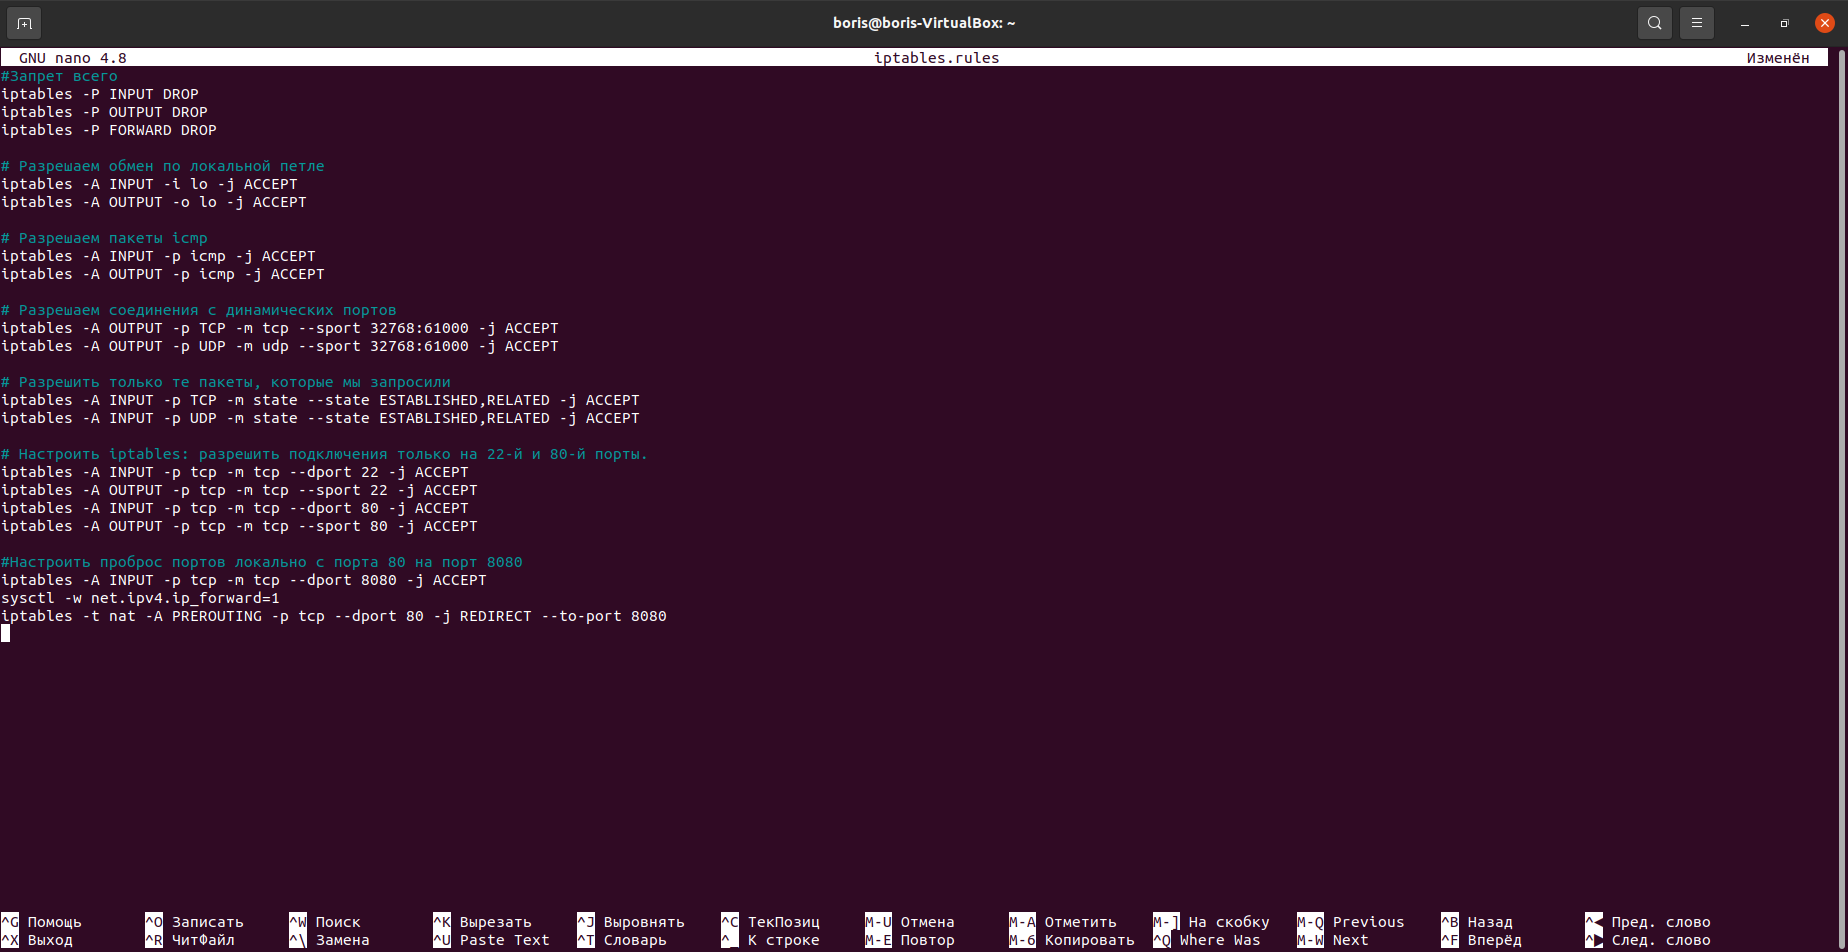 boris@boris-VirtualBox: ~
GNU nano 4.8 iptables.rules Изменён
#Запрет всего
iptables -P INPUT DROP
iptables -P OUTPUT DROP
iptables -P FORWARD DROP
# Разрешаем обмен по локальной петле
iptables -A INPUT -i lo -j ACCEPT
iptables -A OUTPUT -o lo -j ACCEPT
# Разрешаем пакеты icmp
iptables -A INPUT -p icmp -j ACCEPT
iptables -A OUTPUT -p icmp -j ACCEPT
# Разрешаем соединения с динамических портов
iptables -A OUTPUT -p TCP -m tcp --sport 32768:61000 -j ACCEPT
iptables -A OUTPUT -p UDP -m udp --sport 32768:61000 -j ACCEPT
# Разрешить только те пакеты, которые мы запросили
iptables -A INPUT -p TCP -m state --state ESTABLISHED,RELATED -j ACCEPT
iptables -A INPUT -p UDP -m state --state ESTABLISHED,RELATED -j ACCEPT
# Настроить iptables: разрешить подключения только на 22-й и 80-й порты.
iptables -A INPUT -p tcp -m tcp --dport 22 -j ACCEPT
iptables -A OUTPUT -p tcp -m tcp --sport 22 -j ACCEPT
iptables -A INPUT -p tcp -m tcp --dport 80 -j ACCEPT
iptables -A OUTPUT -p tcp -m tcp --sport 80 -j ACCEPT
#Настроить проброс портов локально с порта 80 на порт 8080
iptables -A INPUT -p tcp -m tcp --dport 8080 -j ACCEPT
sysctl -w net.ipv4.ip_forward=1
iptables -t nat -A PREROUTING -p tcp --dport 80 -j REDIRECT --to-port 8080
^G Помощь ^O Записать ^W Поиск ^K Вырезать ^J Выровнять ^C ТекПозиц M-U Отмена M-A Отметить M-] На скобку M-Q Previous ^B Назад ^◀ Пред. слово
^X Выход ^R ЧитФайл ^\ Замена ^U Paste Text ^T Словарь ^_ К строке M-E Повтор M-6 Копировать ^Q Where Was M-W Next ^F Вперёд ^▶ След. слово